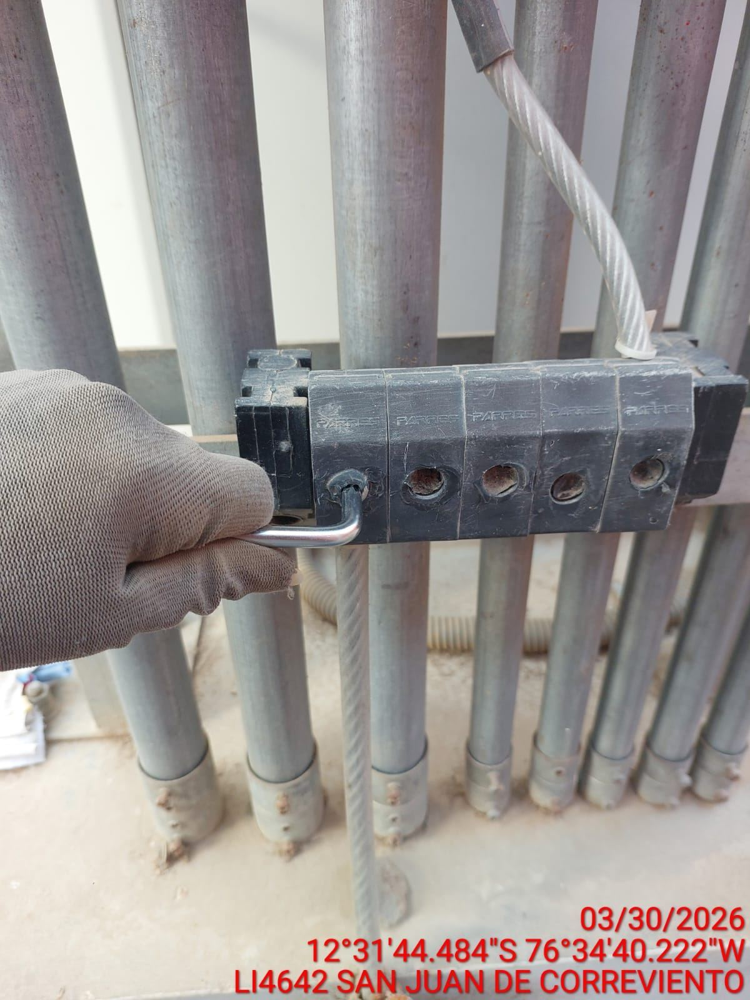 PARRES PARRES PARRES PARRES PARRES
03/30/2026
12°31'44.484"S 76°34'40.222"W
LI4642 SAN JUAN DE CORREVIENTO